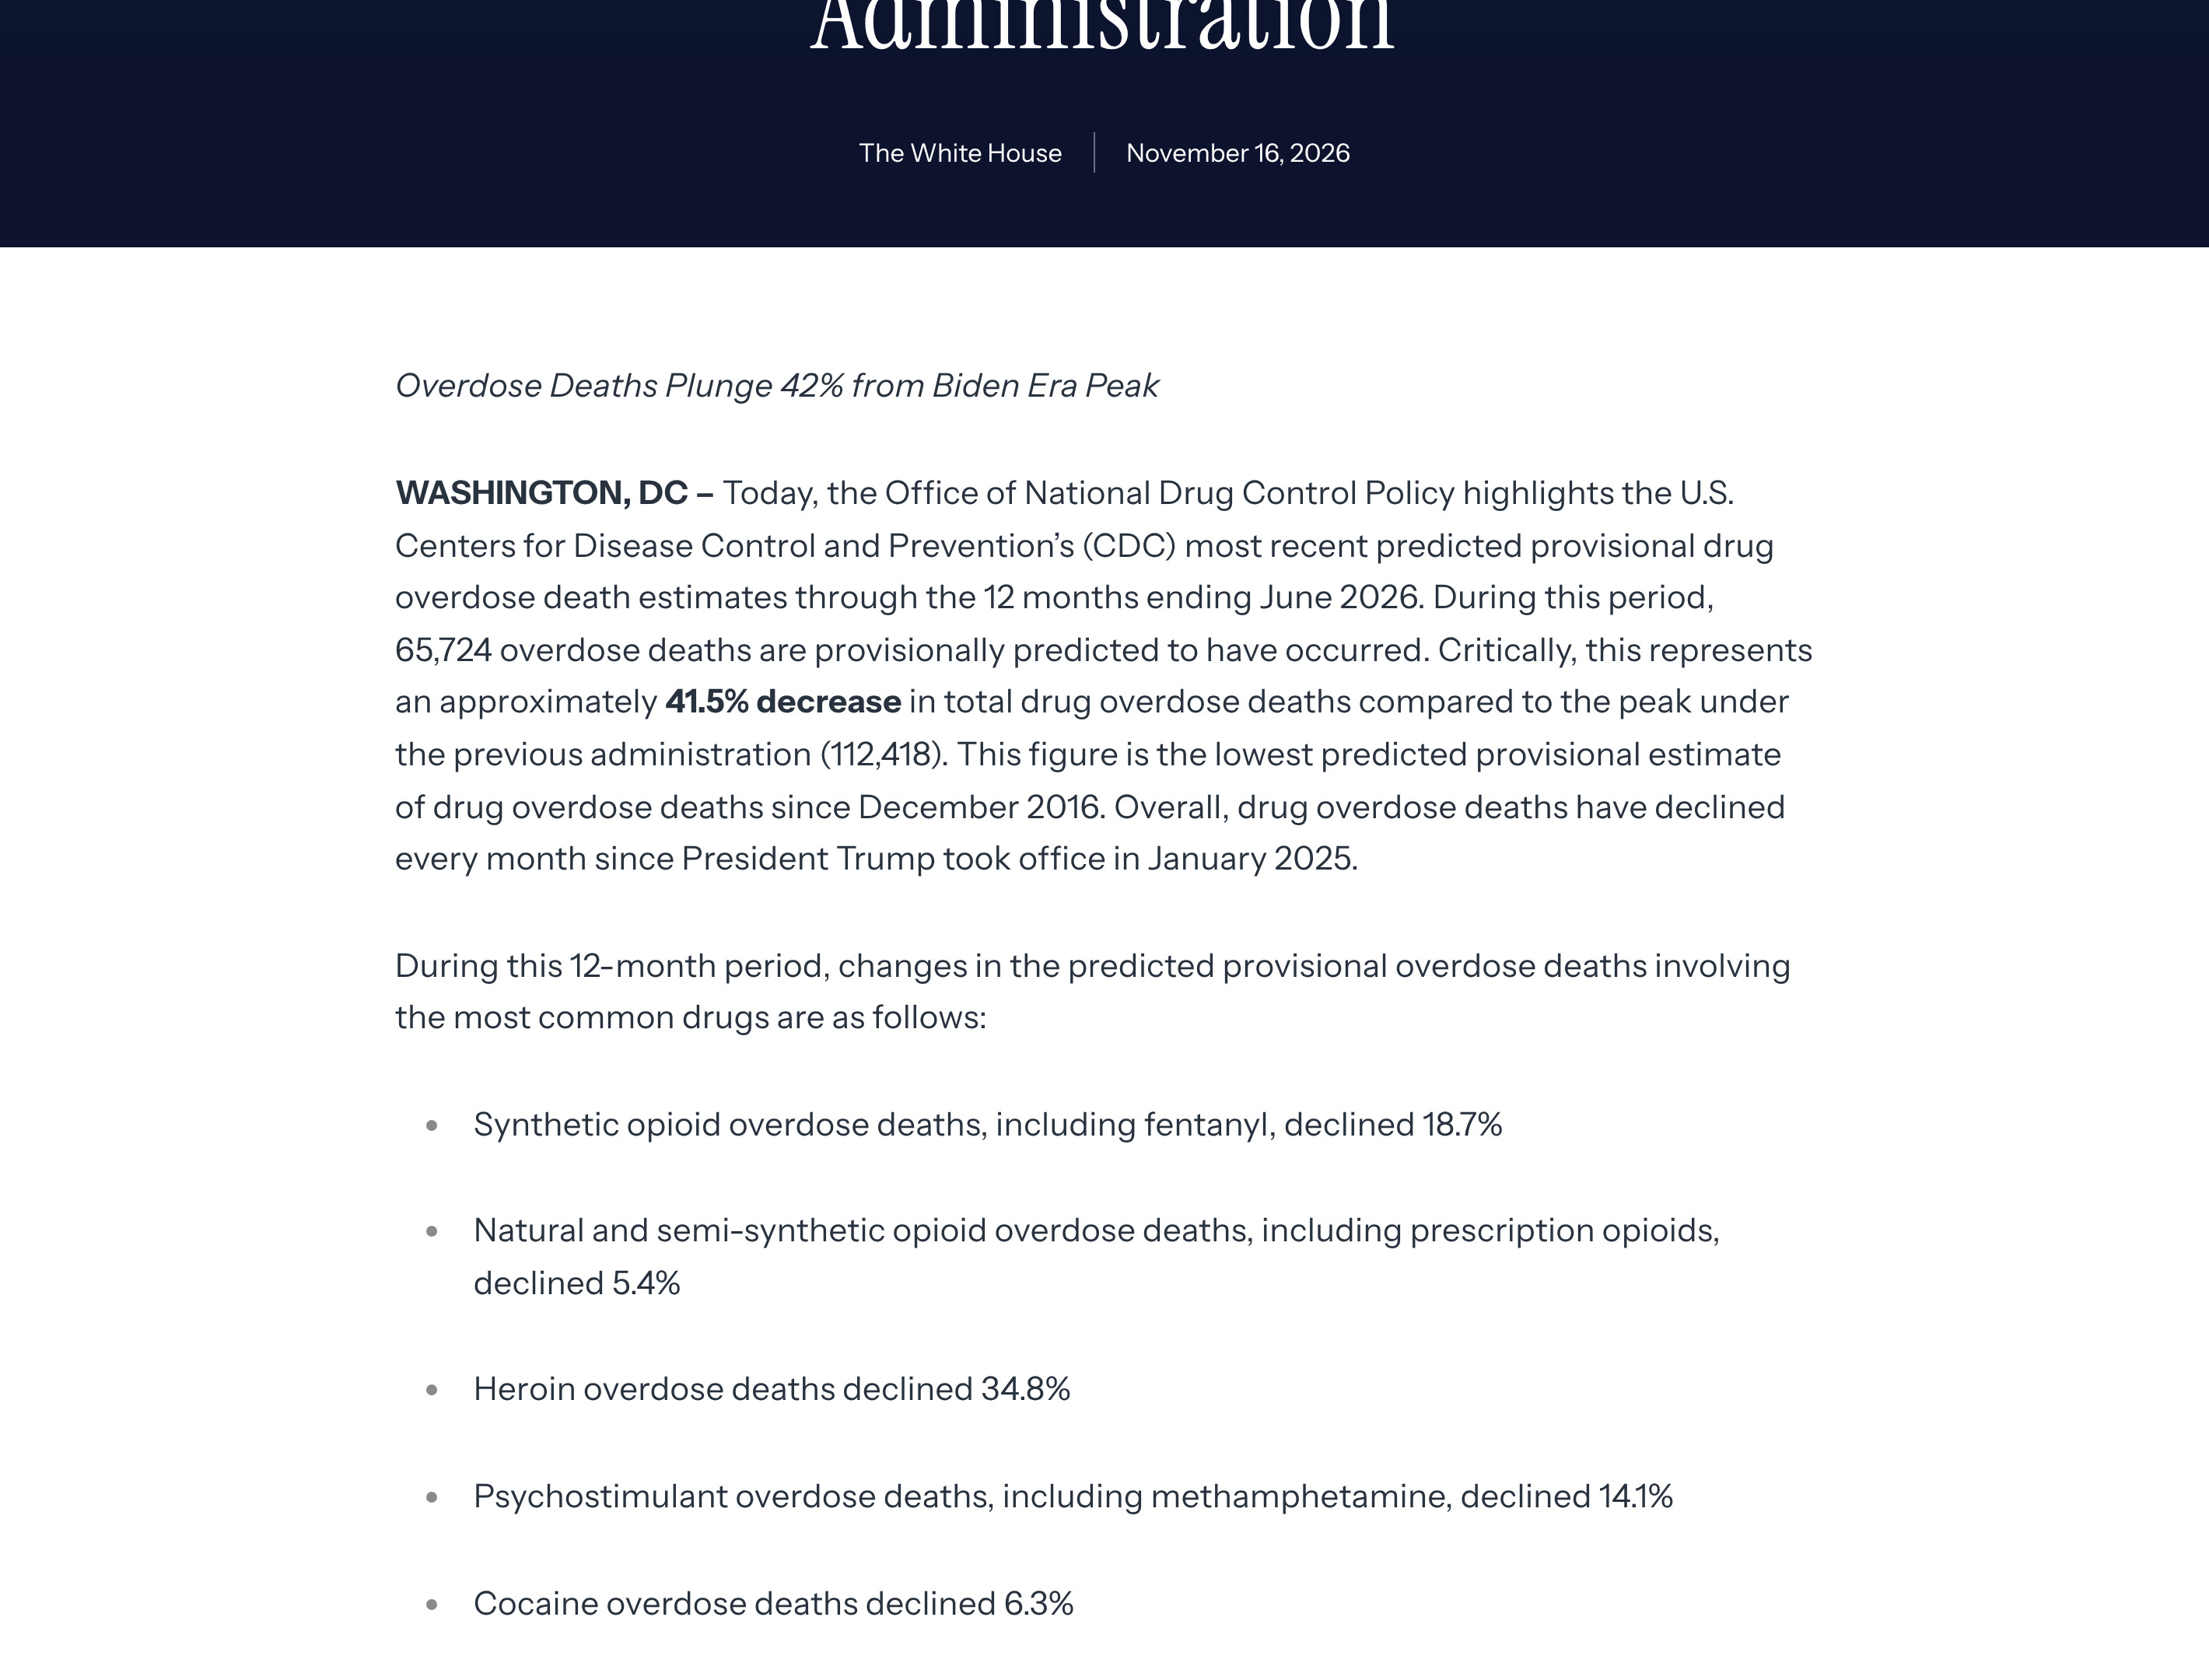 Administration
The White House
November 16, 2026
Overdose Deaths Plunge 42% from Biden Era Peak
WASHINGTON, DC – Today, the Office of National Drug Control Policy highlights the U.S.
Centers for Disease Control and Prevention’s (CDC) most recent predicted provisional drug
overdose death estimates through the 12 months ending June 2026. During this period,
65,724 overdose deaths are provisionally predicted to have occurred. Critically, this represents
an approximately 41.5% decrease in total drug overdose deaths compared to the peak under
the previous administration (112,418). This figure is the lowest predicted provisional estimate
of drug overdose deaths since December 2016. Overall, drug overdose deaths have declined
every month since President Trump took office in January 2025.
During this 12-month period, changes in the predicted provisional overdose deaths involving
the most common drugs are as follows:
• Synthetic opioid overdose deaths, including fentanyl, declined 18.7%
• Natural and semi-synthetic opioid overdose deaths, including prescription opioids,
declined 5.4%
• Heroin overdose deaths declined 34.8%
• Psychostimulant overdose deaths, including methamphetamine, declined 14.1%
• Cocaine overdose deaths declined 6.3%